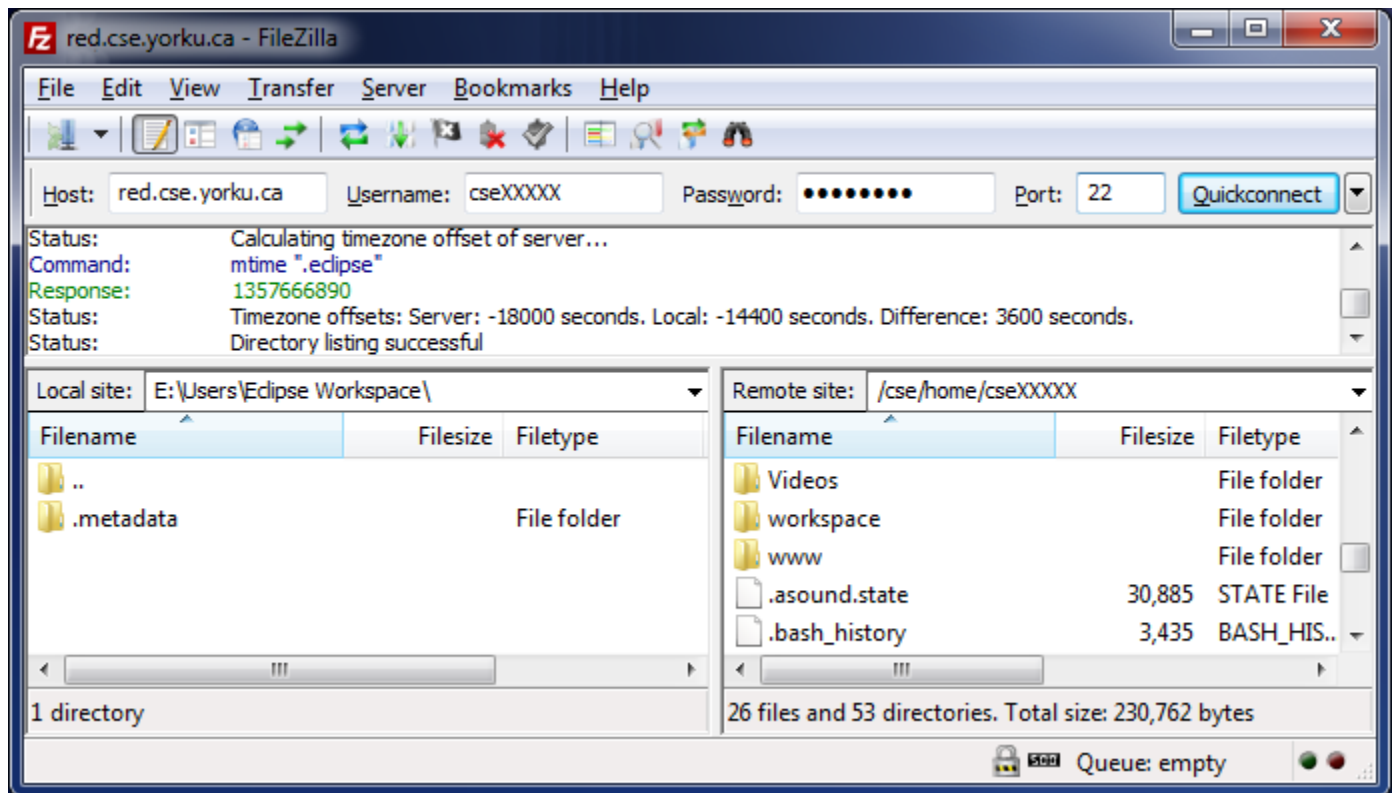 Fz red.cse.yorku.ca - FileZilla
File Edit View Transfer Server Bookmarks Help
Host: red.cse.yorku.ca Username: cseXXXXX Password: ●●●●●●●● Port: 22 Quickconnect
Status: Calculating timezone offset of server...
Command: mtime ".eclipse"
Response: 1357666890
Status: Timezone offsets: Server: -18000 seconds. Local: -14400 seconds. Difference: 3600 seconds.
Status: Directory listing successful
Local site: E:\Users\Eclipse Workspace\
Filename Filesize Filetype
..
.metadata File folder
1 directory
Remote site: /cse/home/cseXXXXX
Filename Filesize Filetype
Videos File folder
workspace File folder
www File folder
.asound.state 30,885 STATE File
.bash_history 3,435 BASH_HIS..
26 files and 53 directories. Total size: 230,762 bytes
Queue: empty